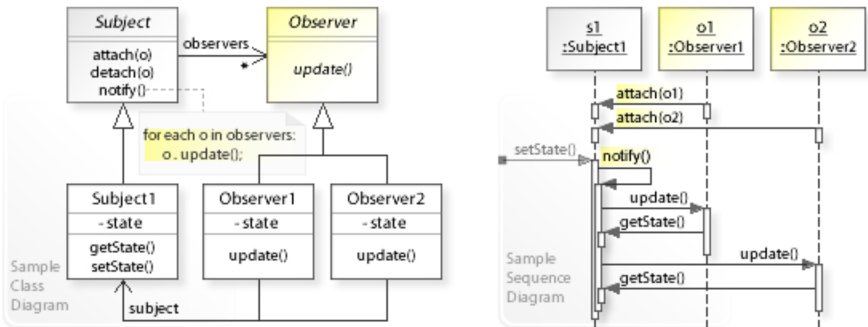 Subject
attach(o)
detach(o)
notify()
observers
*
Observer
update()
for each o in observers:
o . update();
Subject1
- state
getState()
setState()
Observer1
- state
update()
Observer2
- state
update()
subject
Sample
Class
Diagram
s1
:Subject1
o1
:Observer1
o2
:Observer2
attach(o1)
attach(o2)
setState()
notify()
update()
getState()
update()
getState()
Sample
Sequence
Diagram